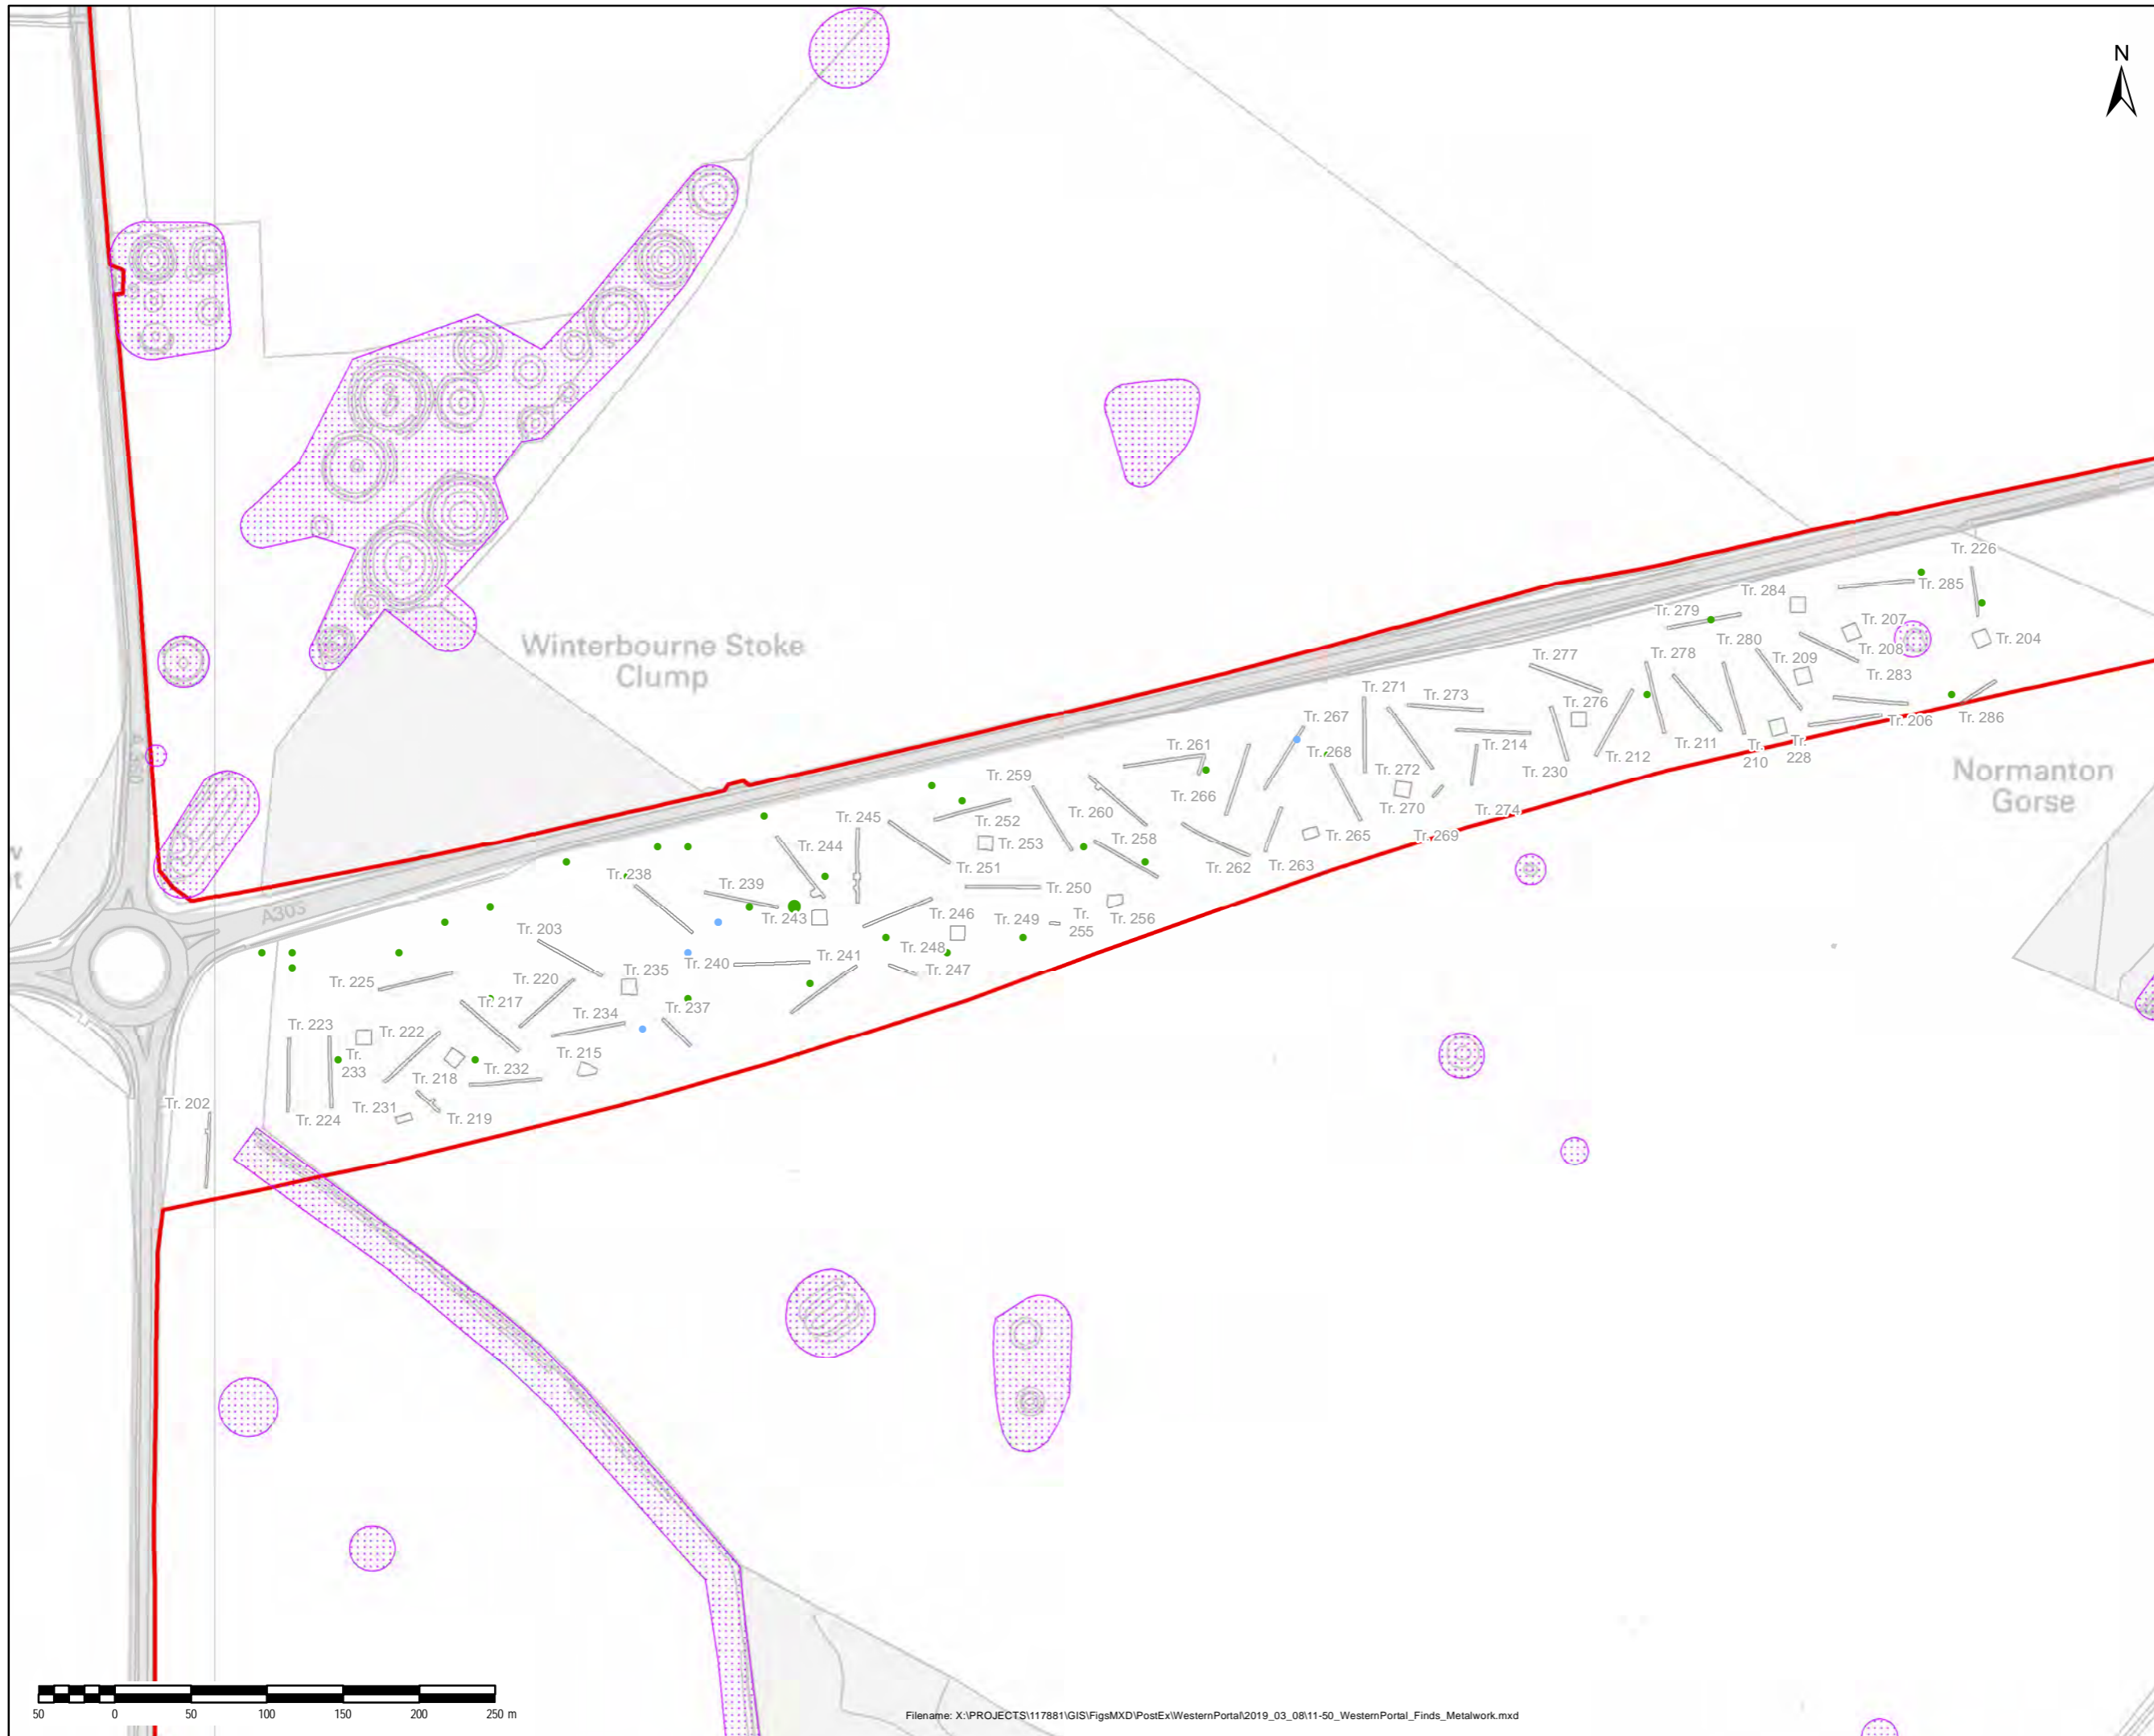 N
Tr. 226
Tr. 285
Tr. 284
Tr. 279
Tr. 207
Tr. 204
Tr. 280
Tr. 208
Tr. 209
Tr. 277
Tr. 278
Tr. 283
Winterbourne Stoke
Clump
Tr. 271
Tr. 273
Tr. 276
Tr. 206
Tr. 286
Tr. 267
Tr. 214
Tr. 212
Tr. 211
Tr.
210
Tr.
228
Tr. 261
Tr. 268
Tr. 230
Normanton
Gorse
Tr. 259
Tr. 266
Tr. 272
Tr. 270
Tr. 274
Tr. 245
Tr. 252
Tr. 260
Tr. 265
Tr. 269
Tr. 244
Tr. 253
Tr. 258
Tr. 251
Tr. 262
Tr. 263
Tr. 238
Tr. 239
Tr. 250
A303
Tr. 243
Tr. 246
Tr. 249
Tr.
255
Tr. 256
Tr. 203
Tr. 248
Tr. 240
Tr. 241
Tr. 247
Tr. 225
Tr. 220
Tr. 235
Tr. 217
Tr. 237
Tr. 223
Tr. 222
Tr. 234
Tr.
233
Tr. 215
Tr. 218
Tr. 232
Tr. 202
Tr. 231
Tr. 224
Tr. 219
50 0 50 100 150 200 250 m
Filename: X:\PROJECTS\117881\GIS\FigsMXD\PostEx\WesternPortal\2019_03_08\11-50_WesternPortal_Finds_Metalwork.mxd